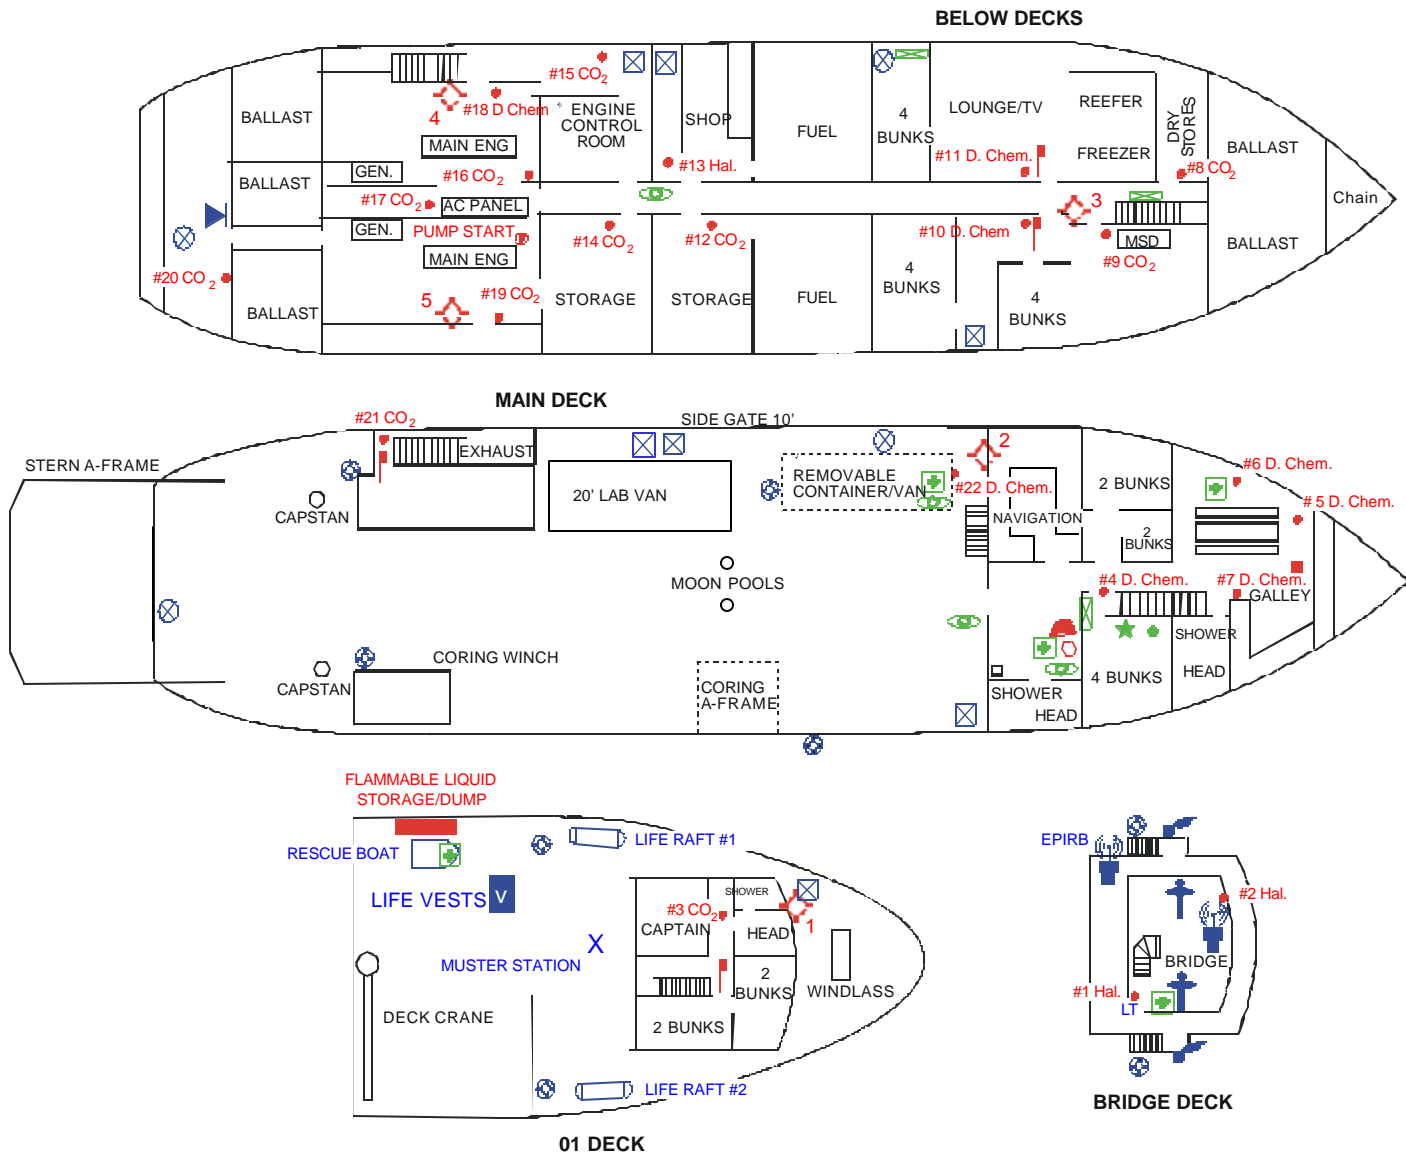 BELOW DECKS
#15 CO2
#18 D Chem
4
BALLAST
ENGINE
CONTROL
ROOM
SHOP
FUEL
4
BUNKS
LOUNGE/TV
REEFER
DRY
STORES
MAIN ENG
#13 Hal.
#11 D. Chem.
FREEZER
#8 CO2
BALLAST
BALLAST
GEN.
#16 CO2
#17 CO2
AC PANEL
3
Chain
GEN.
PUMP START
#14 CO2
#12 CO2
#10 D. Chem
MSD
BALLAST
MAIN ENG
#9 CO2
#20 CO2
4
BUNKS
5
#19 CO2
STORAGE
STORAGE
FUEL
4
BUNKS
BALLAST
MAIN DECK
#21 CO2
SIDE GATE 10'
STERN A-FRAME
EXHAUST
2
#6 D. Chem.
REMOVABLE
CONTAINER/VAN
#22 D. Chem.
2 BUNKS
20' LAB VAN
# 5 D. Chem.
CAPSTAN
NAVIGATION
2
BUNKS
MOON POOLS
#4 D. Chem.
#7 D. Chem.
GALLEY
SHOWER
CORING WINCH
CAPSTAN
CORING
A-FRAME
4 BUNKS
HEAD
SHOWER
HEAD
FLAMMABLE LIQUID
STORAGE/DUMP
LIFE RAFT #1
RESCUE BOAT
EPIRB
LIFE VESTS
V
SHOWER
#3 CO2
1
#2 Hal.
CAPTAIN
HEAD
X
MUSTER STATION
2
BUNKS
WINDLASS
BRIDGE
#1 Hal.
LT
DECK CRANE
2 BUNKS
LIFE RAFT #2
BRIDGE DECK
01 DECK